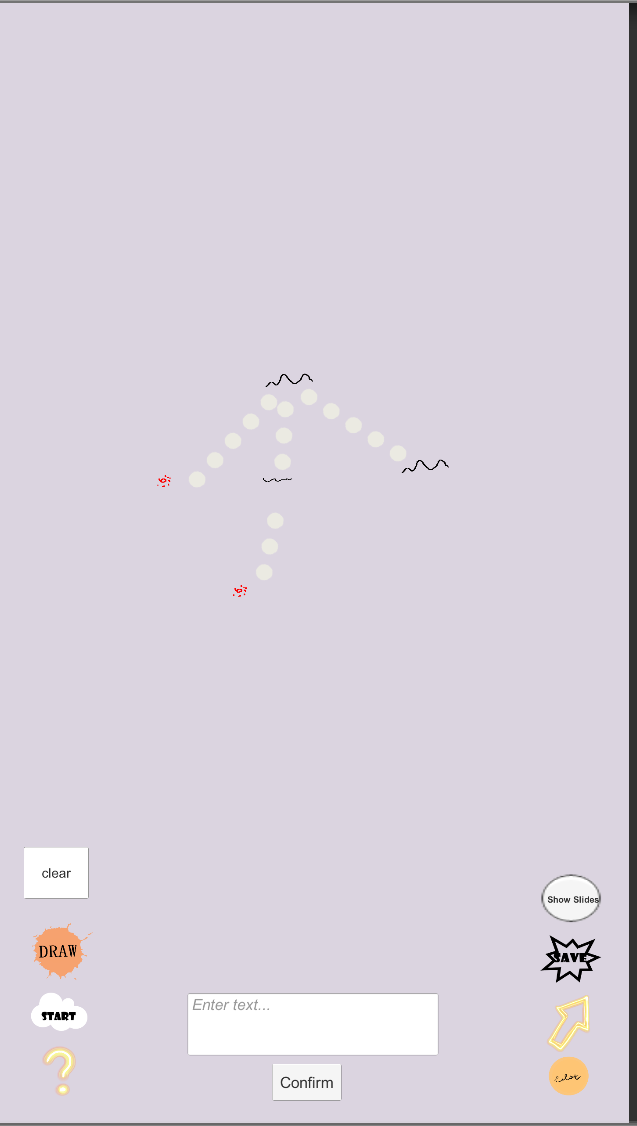 clear
Show Slides
DRAW
SAVE
START
Enter text...
Confirm